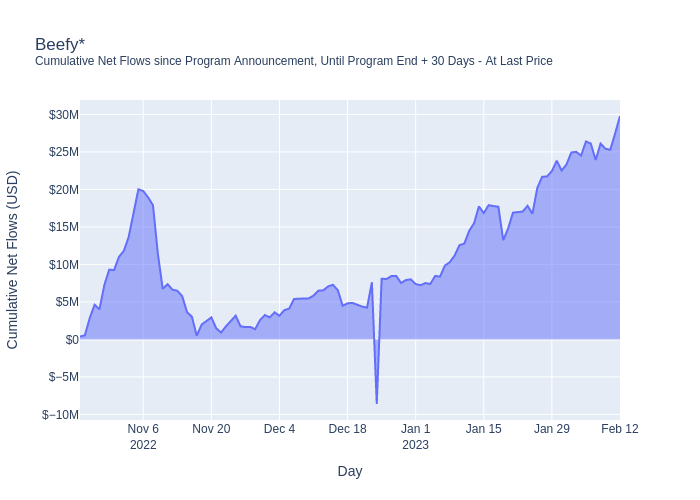 Beefy*
Cumulative Net Flows since Program Announcement, Until Program End + 30 Days - At Last Price
Cumulative Net Flows (USD)
$30M
$25M
$20M
$15M
$10M
$5M
$0
$−5M
$−10M
Nov 6
2022
Nov 20
Dec 4
Dec 18
Jan 1
2023
Jan 15
Jan 29
Feb 12
Day